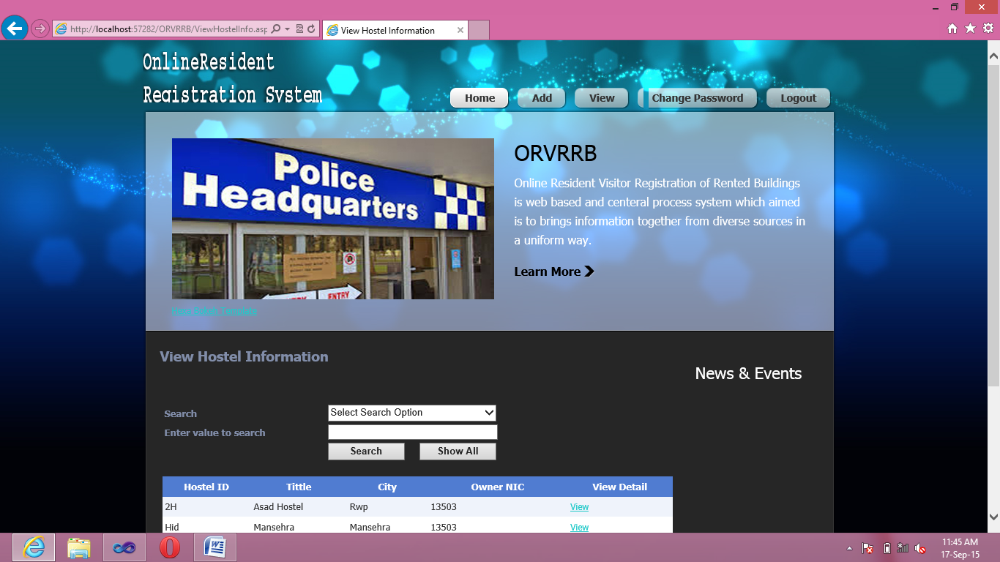 http://localhost:57282/ORVRRB/ViewHostelInfo.asp
View Hostel Information
OnlineResident
Registration System
Home
Add
View
Change Password
Logout
Police
Headquarters
ENTRY
ORVRRB
Online Resident Visitor Registration of Rented Buildings
is web based and centeral process system which aimed
is to brings information together from diverse sources in
a uniform way.
Learn More
View Hostel Information
News & Events
Search
Select Search Option
Enter value to search
Search
Show All
Hostel ID Tittle City Owner NIC View Detail
2H Asad Hostel Rwp 13503 View
Hid Mansehra Mansehra 13503 View
11:45 AM
17-Sep-15